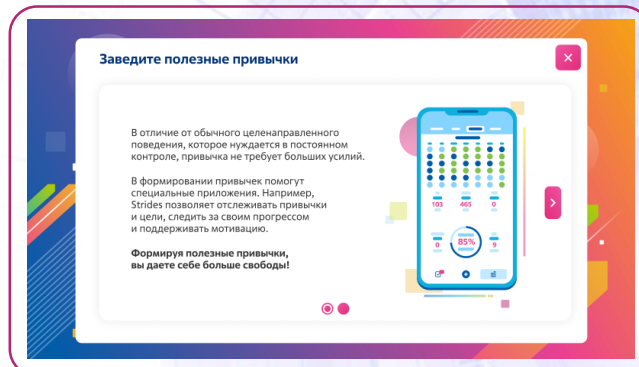 Заведите полезные привычки
В отличие от обычного целенаправленного
поведения, которое нуждается в постоянном
контроле, привычка не требует больших усилий.
В формировании привычек помогут
специальные приложения. Например,
Strides позволяет отслеживать привычки
и цели, следить за своим прогрессом
и поддерживать мотивацию.
Формируя полезные привычки,
вы даете себе больше свободы!
103 465 0
0 85% 9